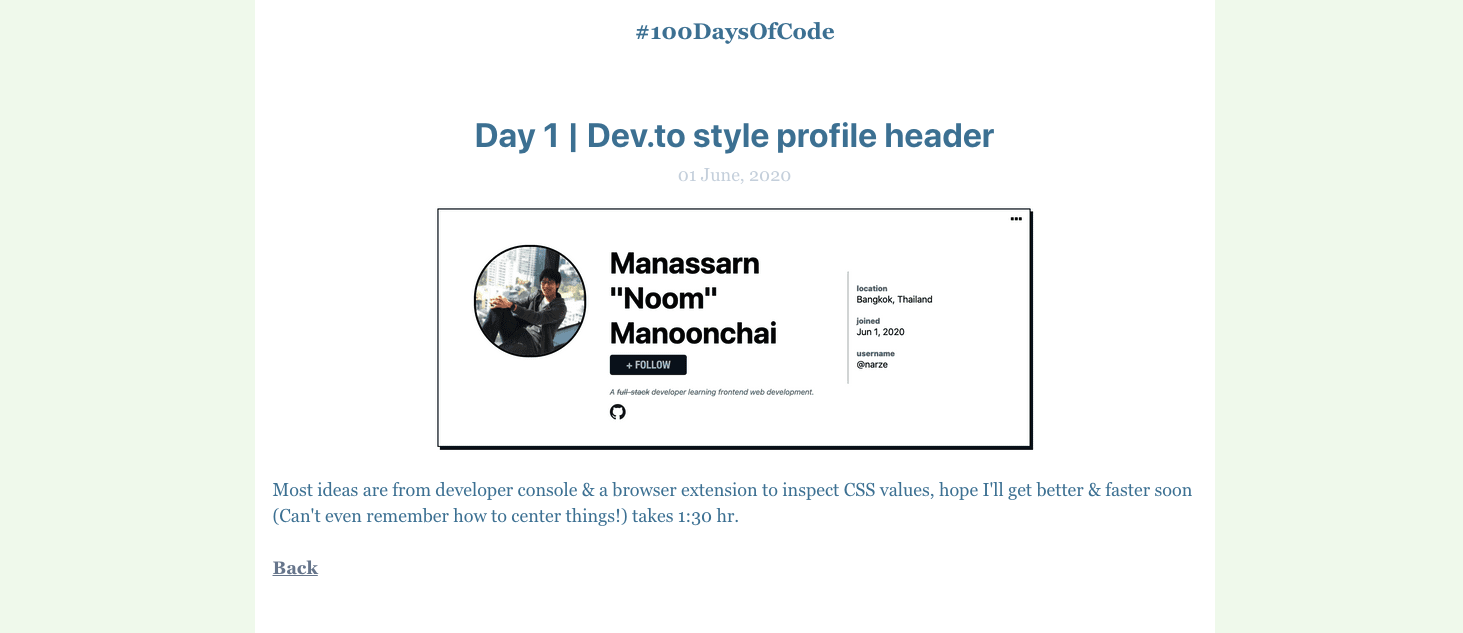 #100DaysOfCode
Day 1 | Dev.to style profile header
01 June, 2020
Manassarn
"Noom"
Manoonchai
+ FOLLOW
A full-stack developer learning frontend web development.
location
Bangkok, Thailand
joined
Jun 1, 2020
username
@narze
Most ideas are from developer console & a browser extension to inspect CSS values, hope I'll get better & faster soon
(Can't even remember how to center things!) takes 1:30 hr.
Back